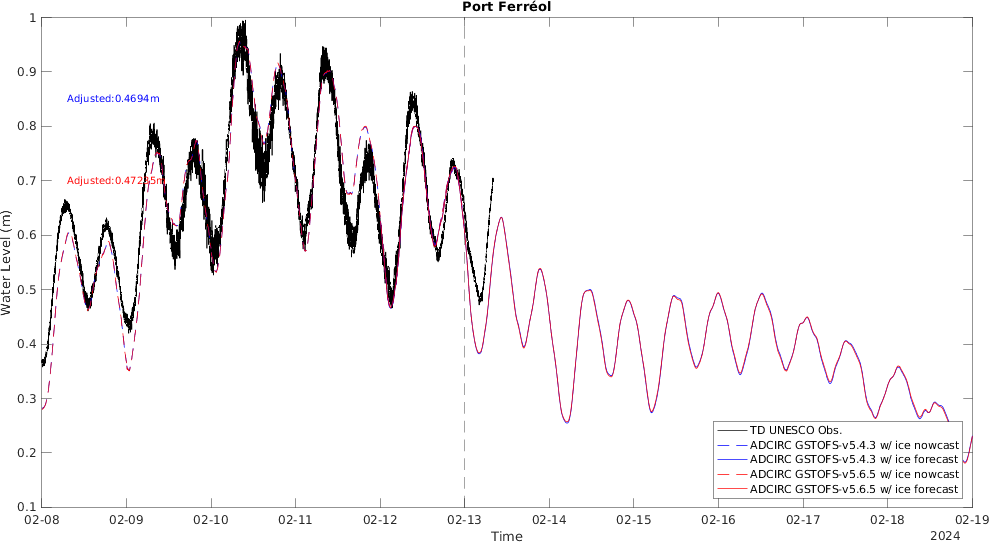 Port Ferréol
1
0.9
0.8
0.7
0.6
0.5
0.4
0.3
0.2
0.1
Water Level (m)
Adjusted:0.4694m
TD UNESCO Obs.
ADCIRC GSTOFS-v5.4.3 w/ ice nowcast
ADCIRC GSTOFS-v5.4.3 w/ ice forecast
ADCIRC GSTOFS-v5.6.5 w/ ice nowcast
ADCIRC GSTOFS-v5.6.5 w/ ice forecast
02-08 02-09 02-10 02-11 02-12 02-13 02-14 02-15 02-16 02-17 02-18 02-19
Time
2024